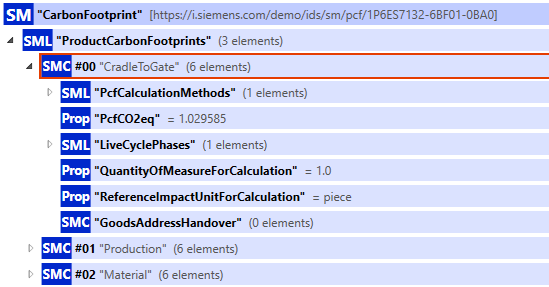 SM "CarbonFootprint" [https://i.siemens.com/demo/ids/sm/pcf/1P6ES7132-6BF01-0BA0]
SML "ProductCarbonFootprints" (3 elements)
SMC #00 "CradleToGate" (6 elements)
SML "PcfCalculationMethods" (1 elements)
Prop "PcfCO2eq" = 1.029585
SML "LiveCyclePhases" (1 elements)
Prop "QuantityOfMeasureForCalculation" = 1.0
Prop "ReferenceImpactUnitForCalculation" = piece
SMC "GoodsAddressHandover" (0 elements)
SMC #01 "Production" (6 elements)
SMC #02 "Material" (6 elements)